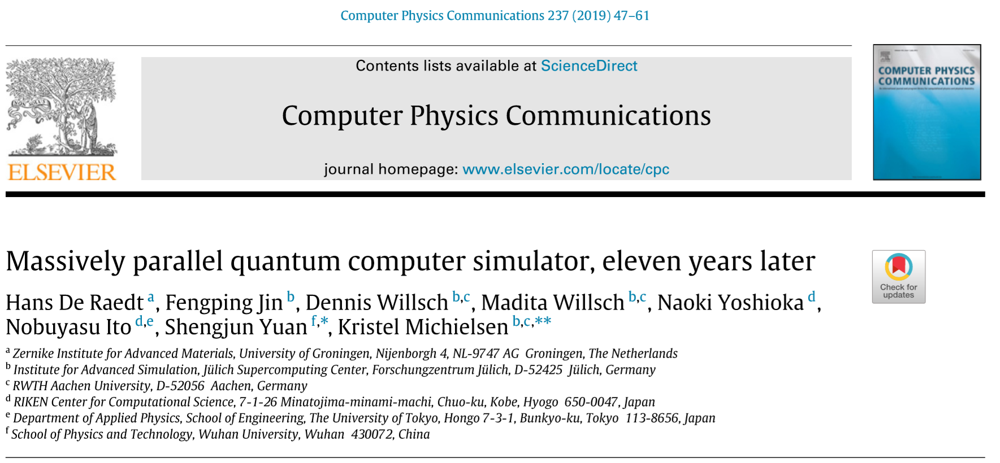 Computer Physics Communications 237 (2019) 47–61
Contents lists available at ScienceDirect
Computer Physics Communications
journal homepage: www.elsevier.com/locate/cpc
NON SOLUS
ELSEVIER
COMPUTER PHYSICS
COMMUNICATIONS
Massively parallel quantum computer simulator, eleven years later
Check for
updates
Hans De Raedt a, Fengping Jin b, Dennis Willsch b,c, Madita Willsch b,c, Naoki Yoshioka d,
Nobuyasu Ito d,e, Shengjun Yuan f,*, Kristel Michielsen b,c,**
a Zernike Institute for Advanced Materials, University of Groningen, Nijenborgh 4, NL-9747 AG Groningen, The Netherlands
b Institute for Advanced Simulation, Jülich Supercomputing Center, Forschungzentrum Jülich, D-52425 Jülich, Germany
c RWTH Aachen University, D-52056 Aachen, Germany
d RIKEN Center for Computational Science, 7-1-26 Minatojima-minami-machi, Chuo-ku, Kobe, Hyogo 650-0047, Japan
e Department of Applied Physics, School of Engineering, The University of Tokyo, Hongo 7-3-1, Bunkyo-ku, Tokyo 113-8656, Japan
f School of Physics and Technology, Wuhan University, Wuhan 430072, China